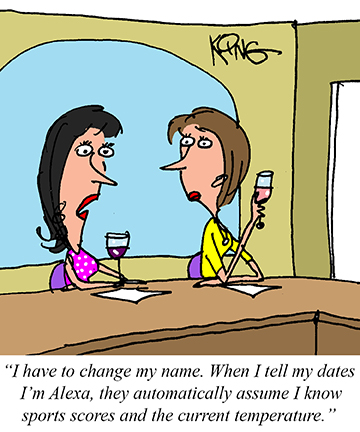 KPNG
“I have to change my name. When I tell my dates
I’m Alexa, they automatically assume I know
sports scores and the current temperature.”